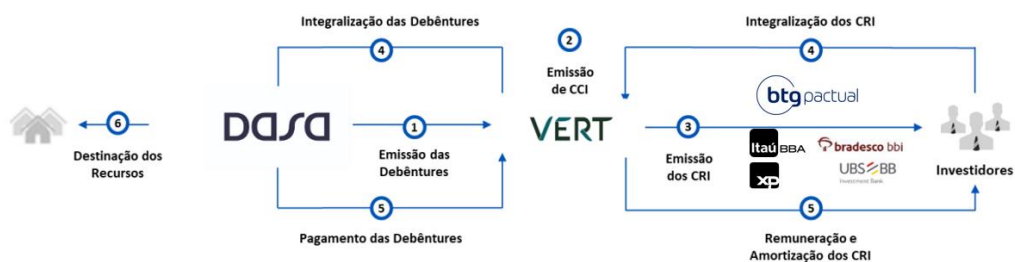 Integralização das Debêntures
4
2
Emissão
de CCI
Integralização dos CRI
4
btg pactual
6
Destinação dos
Recursos
Dasa
1
Emissão das
Debêntures
VERT
3
Emissão
dos CRI
Itaú BBA
bradesco bbi
xp
UBS BB
Investment Bank
Investidores
5
Pagamento das Debêntures
5
Remuneração e
Amortização dos CRI